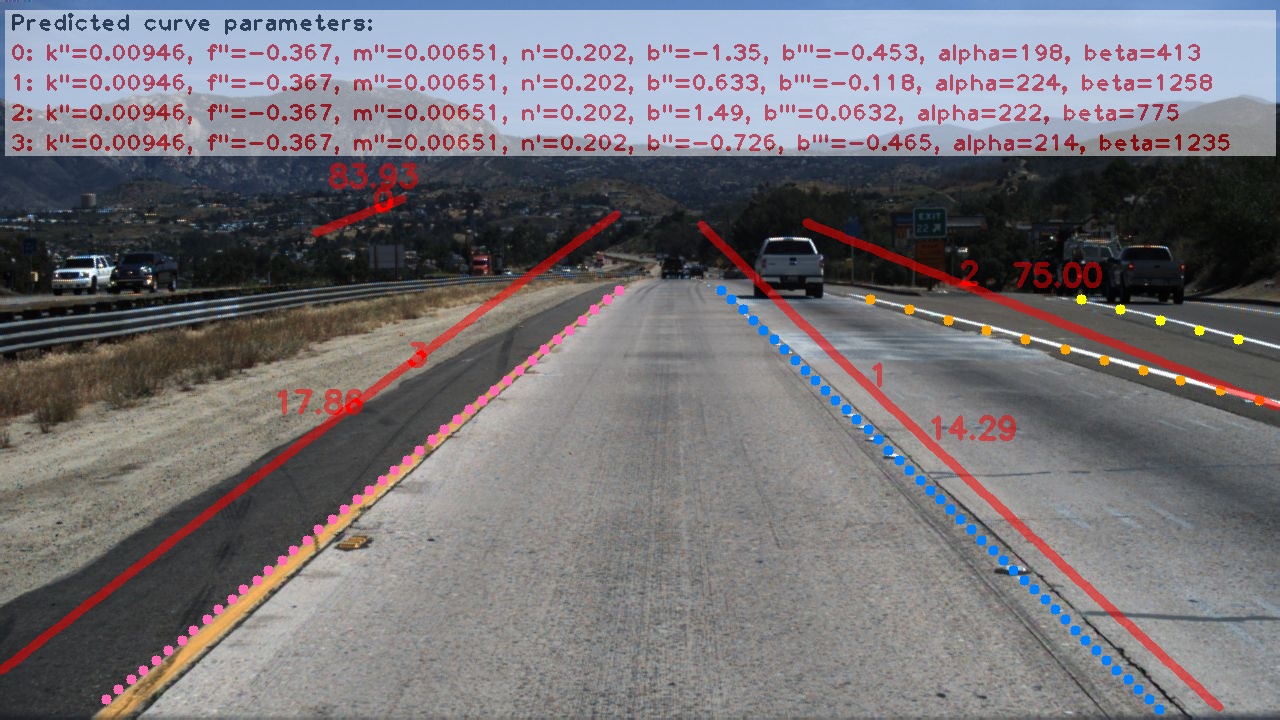 Predicted curve parameters:
0: k''=0.00946, f''=−0.367, m''=0.00651, n'=0.202, b''=−1.35, b'''=−0.453, alpha=198, beta=413
1: k''=0.00946, f''=−0.367, m''=0.00651, n'=0.202, b''=0.633, b'''=−0.118, alpha=224, beta=1258
2: k''=0.00946, f''=−0.367, m''=0.00651, n'=0.202, b''=1.49, b'''=0.0632, alpha=222, beta=775
3: k''=0.00946, f''=−0.367, m''=0.00651, n'=0.202, b''=−0.726, b'''=−0.465, alpha=214, beta=1235
83.93
0
EXIT
22
2 75.00
3
1
17.86
14.29